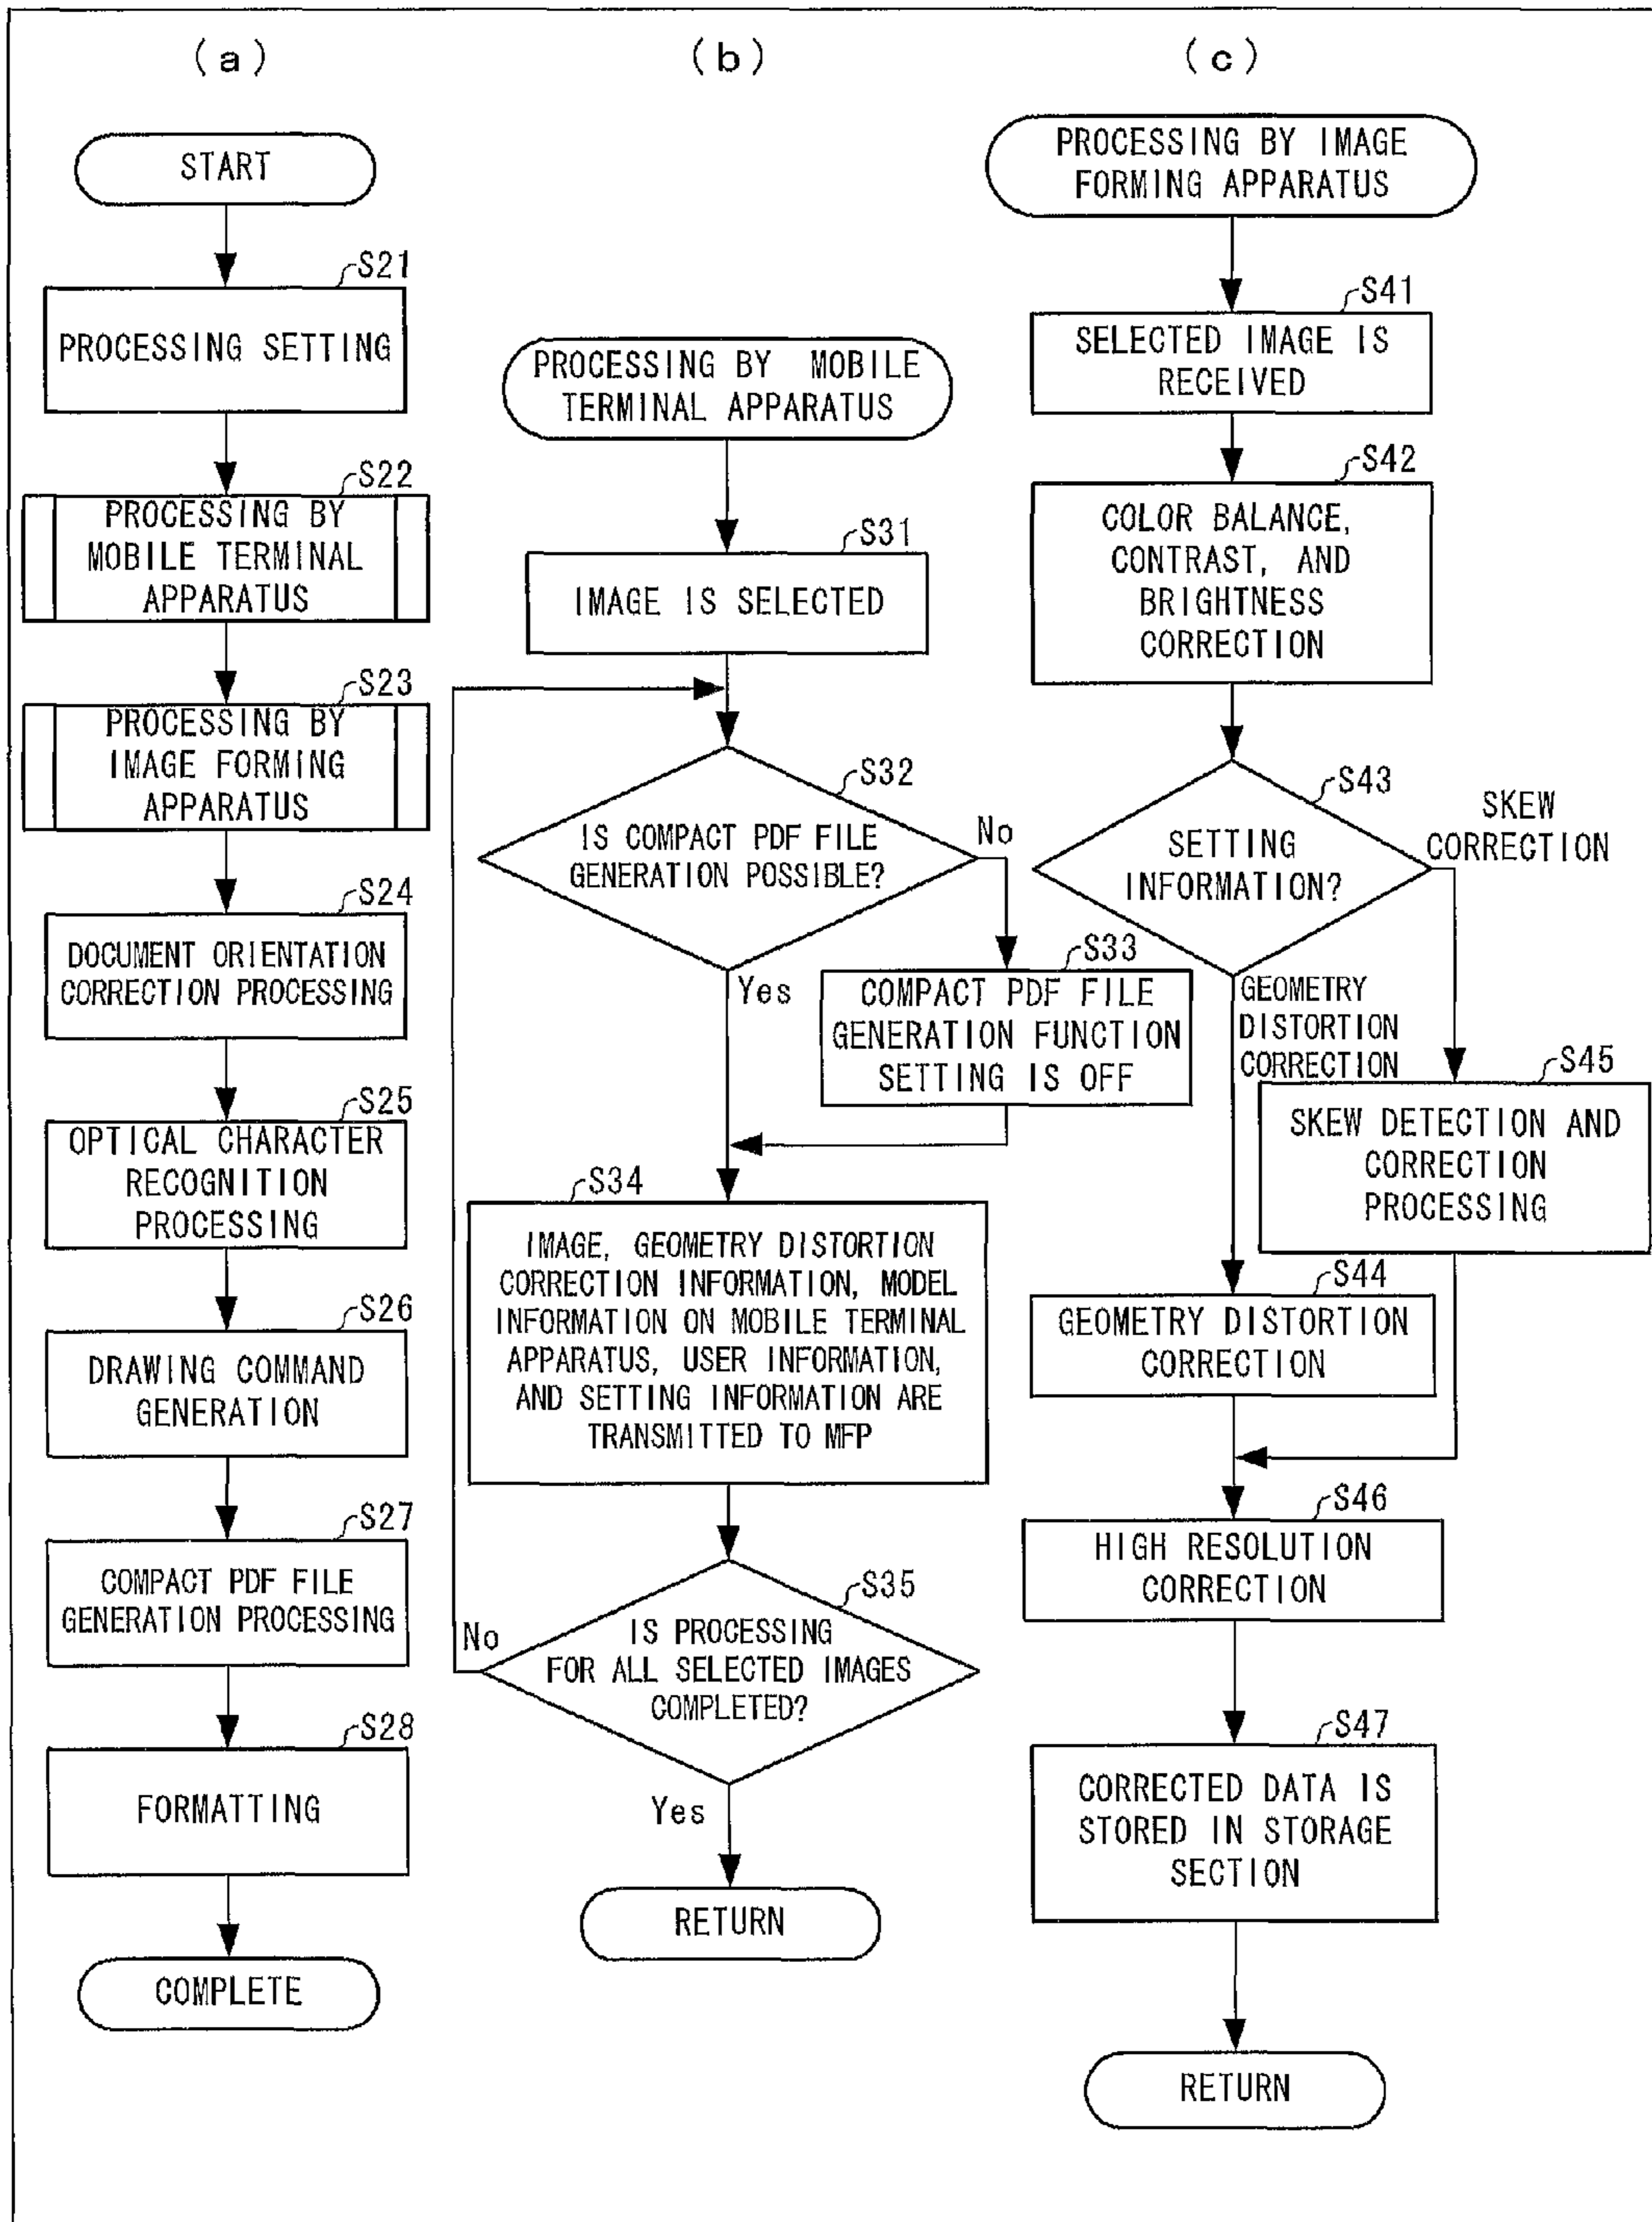 (a)
START
S21
PROCESSING SETTING
S22
PROCESSING BY
MOBILE TERMINAL
APPARATUS
S23
PROCESSING BY
IMAGE FORMING
APPARATUS
S24
DOCUMENT ORIENTATION
CORRECTION PROCESSING
S25
OPTICAL CHARACTER
RECOGNITION
PROCESSING
S26
DRAWING COMMAND
GENERATION
S27
COMPACT PDF FILE
GENERATION PROCESSING
S28
FORMATTING
COMPLETE
(b)
PROCESSING BY MOBILE
TERMINAL APPARATUS
S31
IMAGE IS SELECTED
S32
IS COMPACT PDF FILE
GENERATION POSSIBLE?
No
Yes
S33
COMPACT PDF FILE
GENERATION FUNCTION
SETTING IS OFF
S34
IMAGE, GEOMETRY DISTORTION
CORRECTION INFORMATION, MODEL
INFORMATION ON MOBILE TERMINAL
APPARATUS, USER INFORMATION,
AND SETTING INFORMATION ARE
TRANSMITTED TO MFP
S35
IS PROCESSING
FOR ALL SELECTED IMAGES
COMPLETED?
No
Yes
RETURN
(c)
PROCESSING BY IMAGE
FORMING APPARATUS
S41
SELECTED IMAGE IS
RECEIVED
S42
COLOR BALANCE,
CONTRAST, AND
BRIGHTNESS
CORRECTION
S43
SETTING
INFORMATION?
SKEW
CORRECTION
GEOMETRY
DISTORTION
CORRECTION
S45
SKEW DETECTION AND
CORRECTION
PROCESSING
S44
GEOMETRY DISTORTION
CORRECTION
S46
HIGH RESOLUTION
CORRECTION
S47
CORRECTED DATA IS
STORED IN STORAGE
SECTION
RETURN